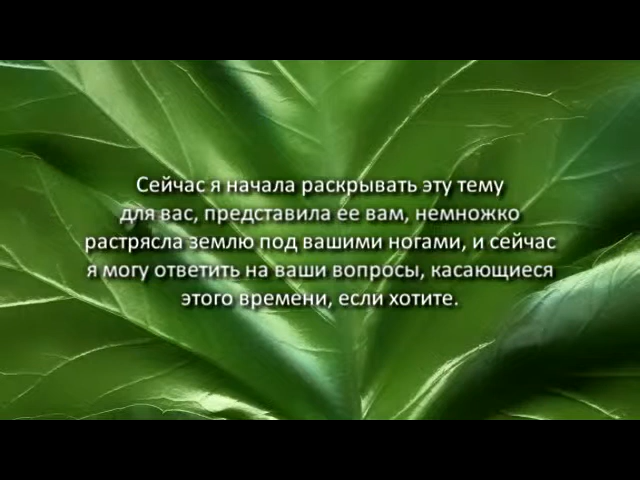 Сейчас я начала раскрывать эту тему
для вас, представила ее вам, немножко
растрясла землю под вашими ногами, и сейчас
я могу ответить на ваши вопросы, касающиеся
этого времени, если хотите.